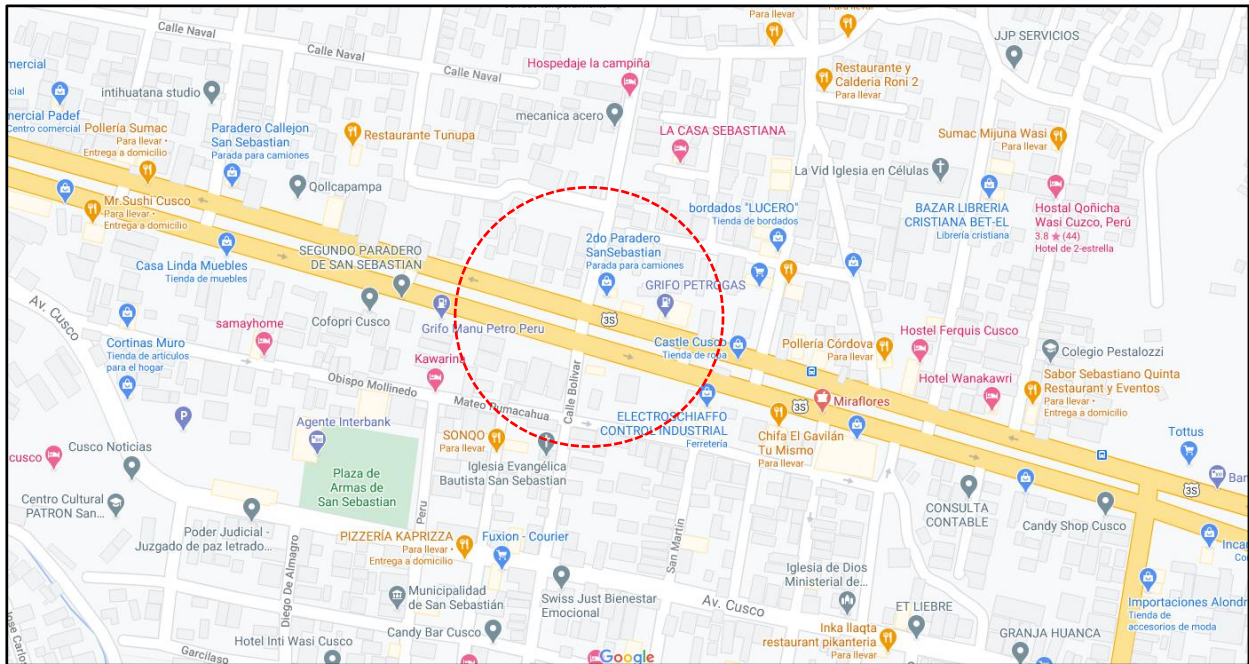 Para llevar
Para llevar
Calle Naval
Calle Naval
Calle Naval
JJP SERVICIOS
Hospedaje la campiña
Restaurante y
Calderia Roni 2
Para llevar
intihuatana studio
mecanica acero
Centro comercial
Pollería Sumac
Para llevar •
Entrega a domicilio
Paradero Callejon
San Sebastian
Parada para camiones
Restaurante Tunupa
LA CASA SEBASTIANA
Sumac Mijuna Wasi
Para llevar
La Vid Iglesia en Células
Qollcapampa
Mr.Sushi Cusco
Para llevar •
Entrega a domicilio
bordados "LUCERO"
Tienda de bordados
BAZAR LIBRERIA
CRISTIANA BET-EL
Librería cristiana
Hostal Qoñicha
Wasi Cuzco, Perú
3.8 ★ (44)
Hotel de 2-estrella
SEGUNDO PARADERO
DE SAN SEBASTIAN
2do Paradero
SanSebastian
Parada para camiones
Casa Linda Muebles
Tienda de muebles
GRIFO PETROGAS
Av. Cusco
Cofopri Cusco
Grifo Manu Petro Peru
3S
samayhome
Cortinas Muro
Tienda de artículos
para el hogar
Castle Cusco
Tienda de ropa
Pollería Córdova
Para llevar
Hostel Ferquis Cusco
Colegio Pestalozzi
Kawarina
Calle Bolivar
Obispo Mollinedo
Mateo Pumacahua
Hotel Wanakawri
Sabor Sebastiano Quinta
Restaurant y Eventos
Para llevar •
Entrega a domicilio
Miraflores
3S
ELECTROSCHIAFFO
CONTROL INDUSTRIAL
Ferretería
P
Agente Interbank
SONQO
Para llevar
Chifa El Gavilán
Tu Mismo
Para llevar
Tottus
Cusco Noticias
cusco
Iglesia Evangélica
Bautista San Sebastian
Plaza de
Armas de
San Sebastian
3S
Centro Cultural
PATRON San...
Peru
CONSULTA
CONTABLE
Candy Shop Cusco
Poder Judicial -
Juzgado de paz letrado...
PIZZERÍA KAPRIZZA
Para llevar •
Entrega a domicilio
Fuxion - Courier
San Martin
Iglesia de Dios
Ministerial de...
Diego De Almagro
Municipalidad
de San Sebastián
Swiss Just Bienestar
Emocional
Av. Cusco
ET LIEBRE
Importaciones Alondr
Tienda de
accesorios de moda
Candy Bar Cusco
Inka llaqta
restaurant pikanteria
Para llevar
GRANJA HUANCA
Hotel Inti Wasi Cusco
Garcilaso
Google